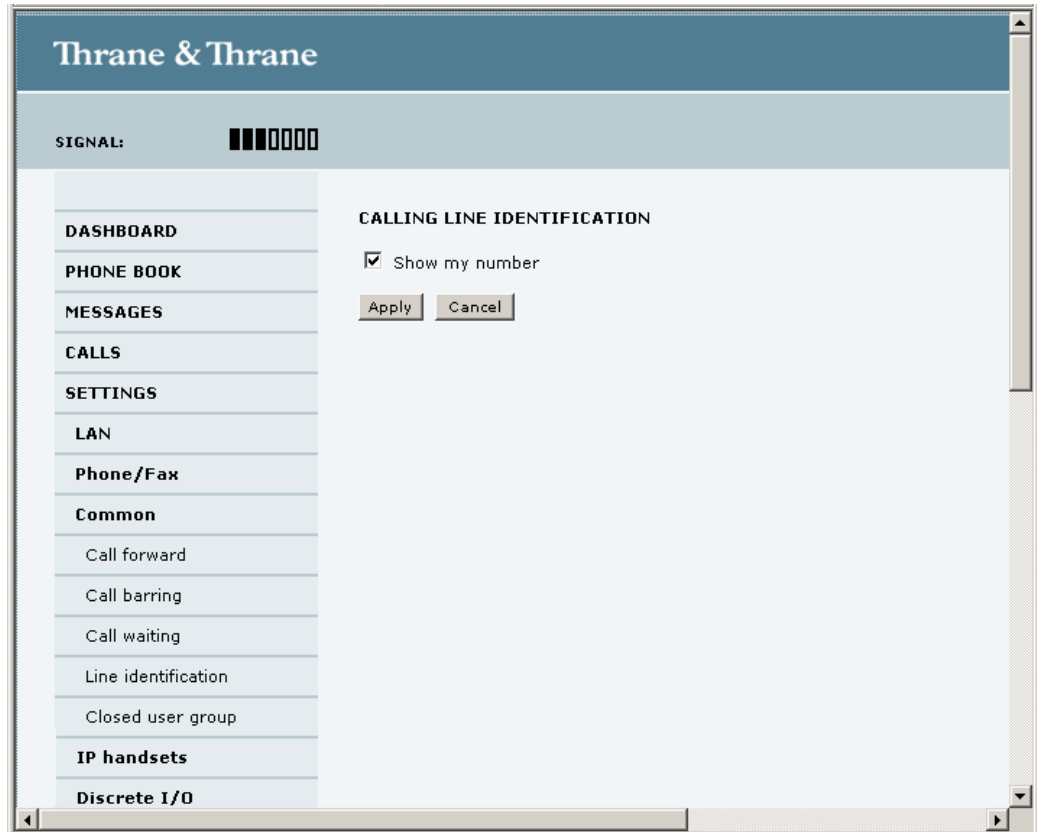 Thrane & Thrane
SIGNAL:
DASHBOARD
PHONE BOOK
MESSAGES
CALLS
SETTINGS
LAN
Phone/Fax
Common
Call forward
Call barring
Call waiting
Line identification
Closed user group
IP handsets
Discrete I/O
CALLING LINE IDENTIFICATION
Show my number
Apply Cancel